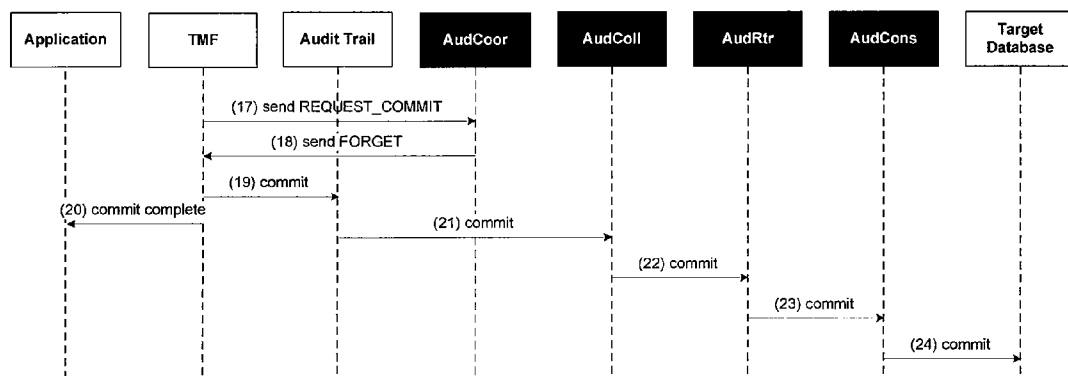 Application
TMF
Audit Trail
AudCoor
AudColl
AudRtr
AudCons
Target
Database
(17) send REQUEST_COMMIT
(18) send FORGET
(19) commit
(20) commit complete
(21) commit
(22) commit
(23) commit
(24) commit